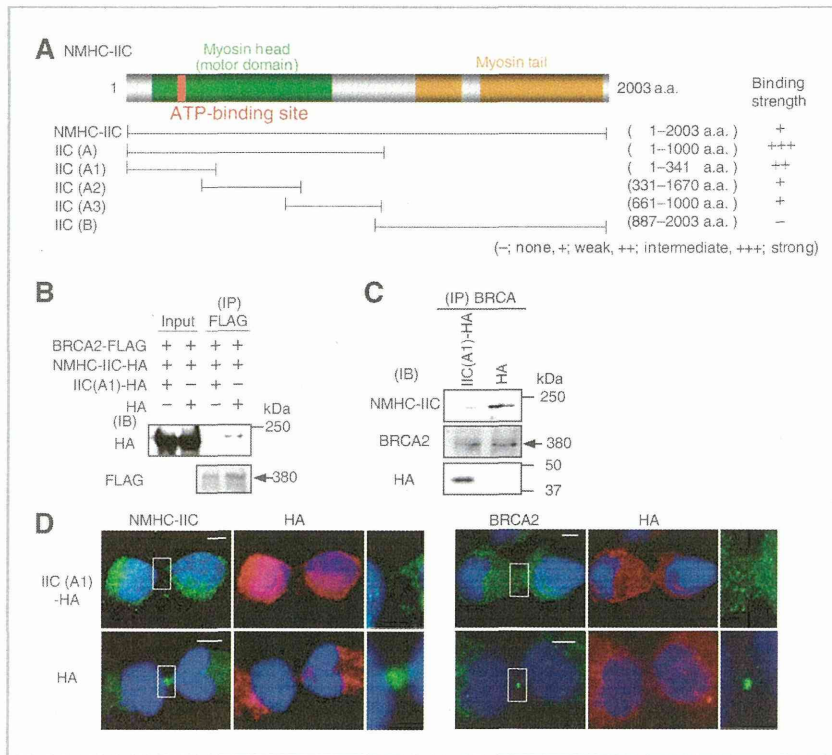 A
NMHC-IIC
Myosin head
(motor domain)
Myosin tail
1
2003 a.a.
Binding
strength
ATP-binding site
NMHC-IIC ( 1–2003 a.a. ) +
IIC (A) ( 1–1000 a.a. ) +++
IIC (A1) ( 1–341 a.a. ) ++
IIC (A2) (331–1670 a.a. ) +
IIC (A3) (661–1000 a.a. ) +
IIC (B) (887–2003 a.a. ) –
(–; none, +; weak, ++; intermediate, +++; strong)
B
(IP)
Input FLAG
BRCA2-FLAG + + + +
NMHC-IIC-HA + + + +
IIC(A1)-HA + – + –
HA – + – +
kDa
(IB)
HA
250
FLAG
380
C
(IP) BRCA
IIC(A1)-HA
HA
(IB)
kDa
NMHC-IIC
250
BRCA2
380
HA
50
37
D
NMHC-IIC HA BRCA2 HA
IIC (A1)
-HA
HA